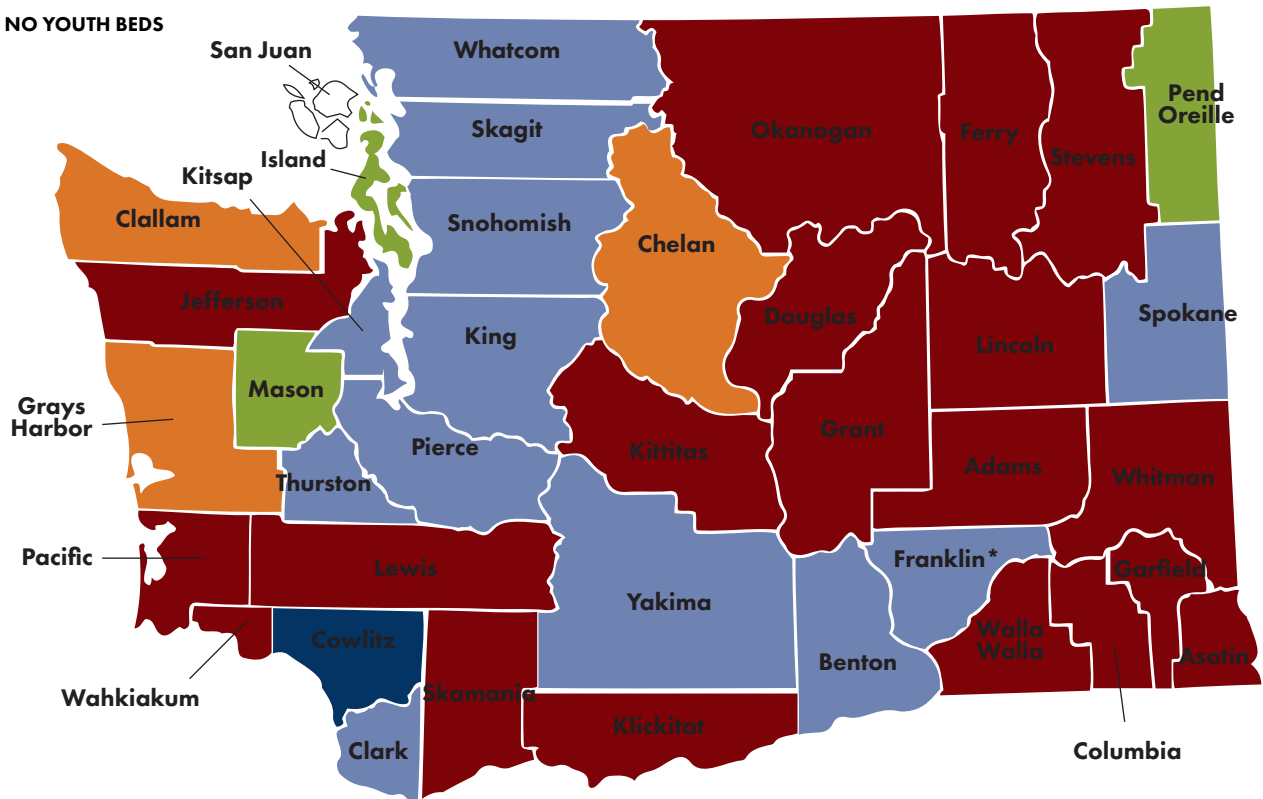 NO YOUTH BEDS
San Juan
Whatcom
Skagit
Okanogan
Ferry
Stevens
Pend
Oreille
Island
Kitsap
Clallam
Snohomish
Chelan
Jefferson
King
Douglas
Lincoln
Spokane
Mason
Grays
Harbor
Pierce
Kittitas
Grant
Adams
Whitman
Thurston
Pacific
Lewis
Yakima
Franklin*
Garfield
Cowlitz
Walla
Walla
Benton
Asotin
Wahkiakum
Skamania
Klickitat
Clark
Columbia